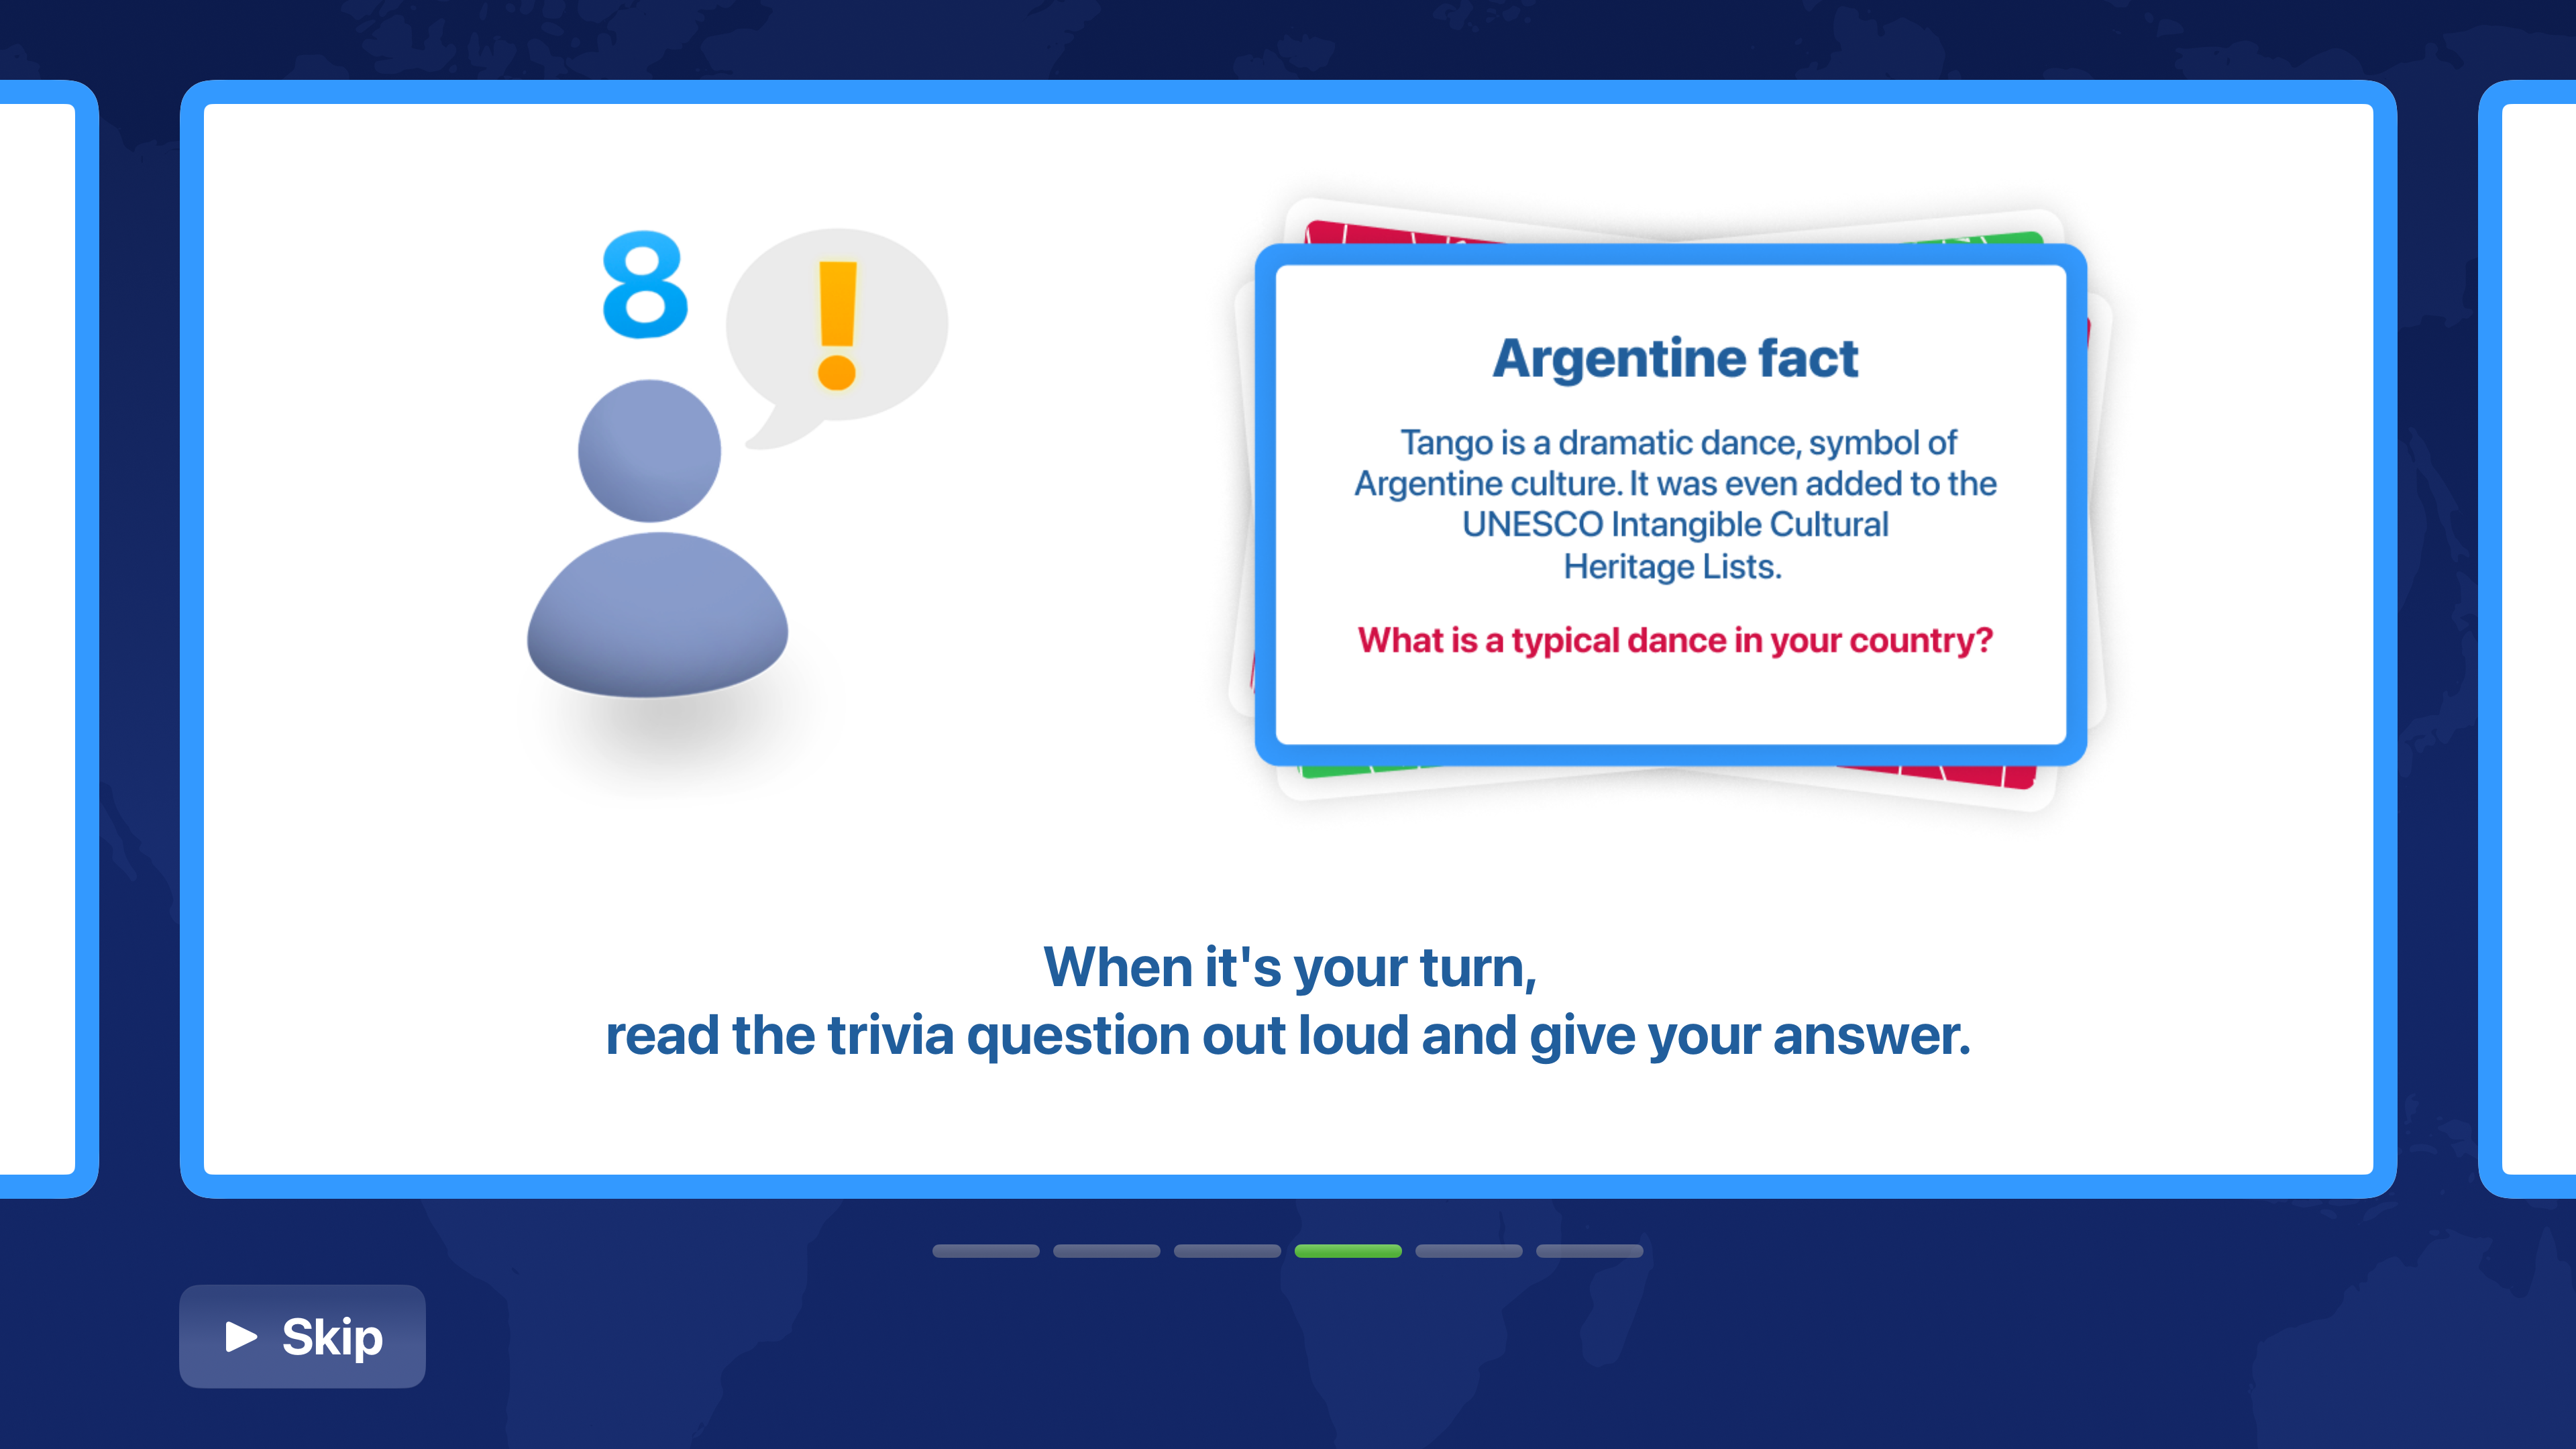 8
!
Argentine fact
Tango is a dramatic dance, symbol of
Argentine culture. It was even added to the
UNESCO Intangible Cultural
Heritage Lists.
What is a typical dance in your country?
When it's your turn,
read the trivia question out loud and give your answer.
Skip